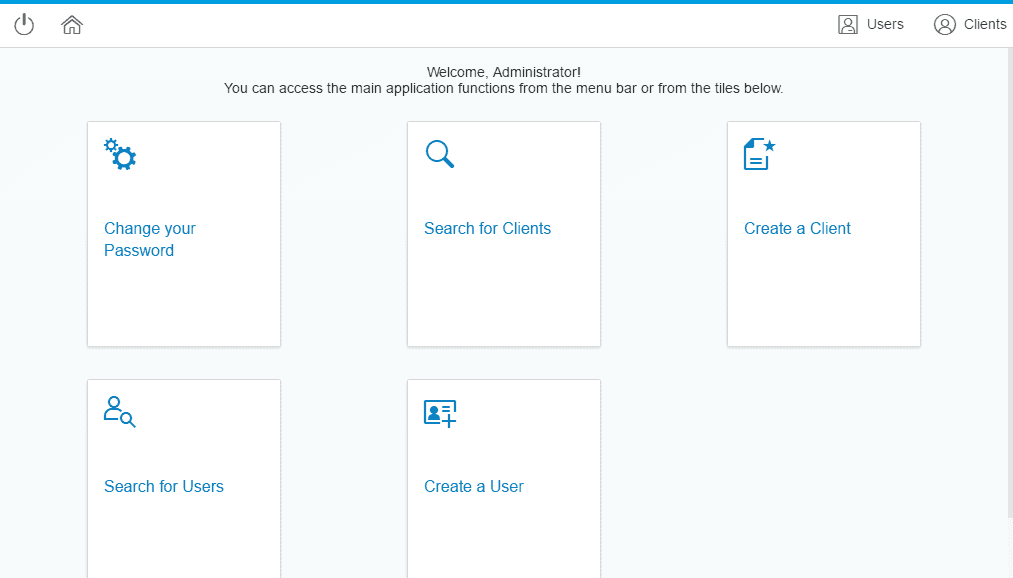 Users
Clients
Welcome, Administrator!
You can access the main application functions from the menu bar or from the tiles below.
Change your
Password
Search for Clients
Create a Client
Search for Users
Create a User